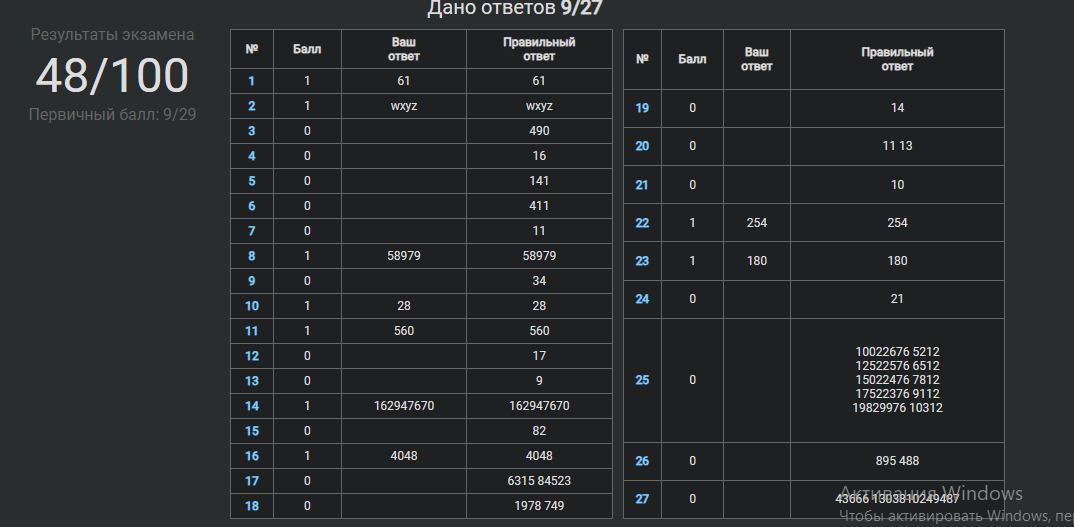 Дано ответов 9/27
Результаты экзамена
48/100
Первичный балл: 9/29
№ Балл Ваш ответ Правильный ответ
1 1 61 61
2 1 wxyz wxyz
3 0 490
4 0 16
5 0 141
6 0 411
7 0 11
8 1 58979 58979
9 0 34
10 1 28 28
11 1 560 560
12 0 17
13 0 9
14 1 162947670 162947670
15 0 82
16 1 4048 4048
17 0 6315 84523
18 0 1978 749
№ Балл Ваш ответ Правильный ответ
19 0 14
20 0 11 13
21 0 10
22 1 254 254
23 1 180 180
24 0 21
25 0
10022676 5212
12522576 6512
15022476 7812
17522376 9112
19829976 10312
26 0 895 488
27 0 43666 1303810249487
Активация Windows
Чтобы активировать Windows, пе